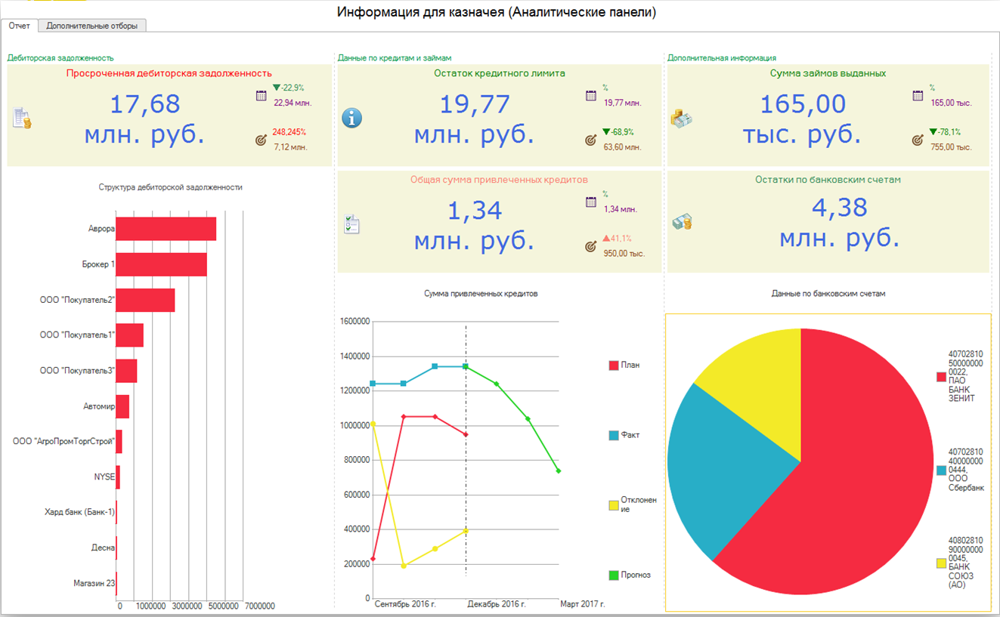 Информация для казначея (Аналитические панели)
Отчет
Дополнительные отборы
Дебиторская задолженность
Просроченная дебиторская задолженность
17,68
млн. руб.
-22,9%
22,94 млн.
248,245%
7,12 млн.
Структура дебиторской задолженности
Аврора
Брокер 1
ООО "Покупатель2"
ООО "Покупатель1"
ООО "Покупатель3"
Автомир
ООО "АгроПромТоргСтрой"
NYSE
Хард банк (Банк-1)
Десна
Магазин 23
0 1000000 3000000 5000000 7000000
Данные по кредитам и займам
Остаток кредитного лимита
19,77
млн. руб.
%
19,77 млн.
-68,9%
63,60 млн.
Общая сумма привлеченных кредитов
1,34
млн. руб.
%
1,34 млн.
41,1%
950,00 тыс.
Сумма привлеченных кредитов
1600000
1400000
1200000
1000000
800000
600000
400000
200000
0
Сентябрь 2016 г. Декабрь 2016 г. Март 2017 г.
План
Факт
Отклонен
ие
Прогноз
Дополнительная информация
Сумма займов выданных
165,00
тыс. руб.
%
165,00 тыс.
-78,1%
755,00 тыс.
Остатки по банковским счетам
4,38
млн. руб.
Данные по банковским счетам
40702810
50000000
0022,
ПАО
БАНК
ЗЕНИТ
40702810
40000000
0444,
ООО
Сбербанк
40802810
90000000
0045,
БАНК
СОЮЗ
(АО)